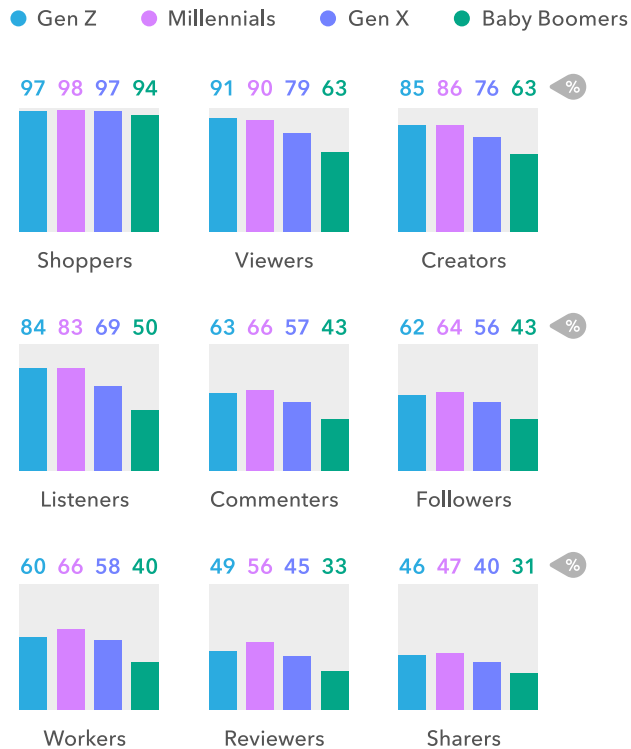 Gen Z Millennials Gen X Baby Boomers
97 98 97 94 91 90 79 63 85 86 76 63 %
Shoppers Viewers Creators
84 83 69 50 63 66 57 43 62 64 56 43 %
Listeners Commenters Followers
60 66 58 40 49 56 45 33 46 47 40 31 %
Workers Reviewers Sharers